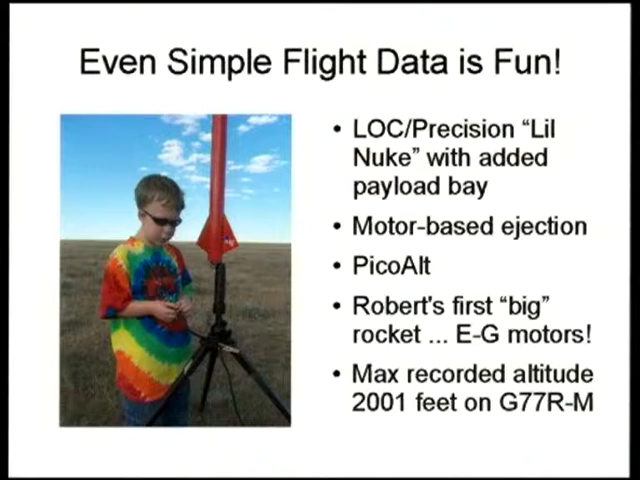 Even Simple Flight Data is Fun!
• LOC/Precision “Lil
Nuke” with added
payload bay
• Motor-based ejection
• PicoAlt
• Robert's first “big”
rocket ... E-G motors!
• Max recorded altitude
2001 feet on G77R-M